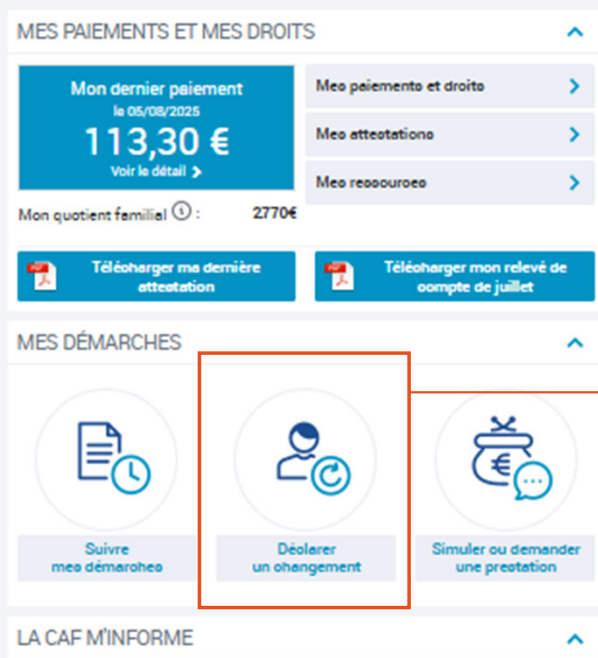 MES PAIEMENTS ET MES DROITS
Mon dernier paiement
le 05/08/2025
113,30 €
Voir le détail
Mes paiements et droits
Mes attestations
Mes ressources
Mon quotient familial i :
2770€
PDF
Télécharger ma dernière
attestation
PDF
Télécharger mon relevé de
compte de juillet
MES DÉMARCHES
Suivre
mes démarches
Déclarer
un changement
Simuler ou demander
une prestation
LA CAF M'INFORME